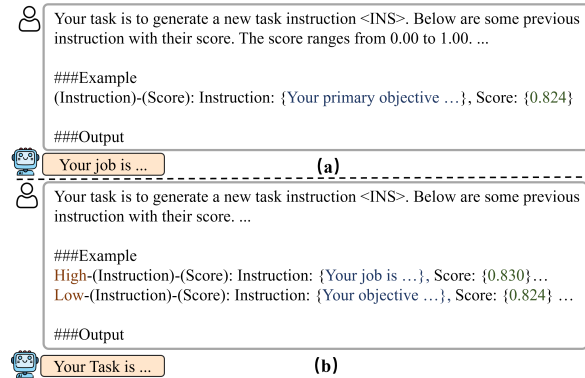 Your task is to generate a new task instruction <INS>. Below are some previous
instruction with their score. The score ranges from 0.00 to 1.00. ...
###Example
(Instruction)-(Score): Instruction: {Your primary objective …}, Score: {0.824}
###Output
Your job is ...
(a)
Your task is to generate a new task instruction <INS>. Below are some previous
instruction with their score. ...
###Example
High-(Instruction)-(Score): Instruction: {Your job is …}, Score: {0.830}…
Low-(Instruction)-(Score): Instruction: {Your objective …}, Score: {0.824} …
###Output
Your Task is ...
(b)